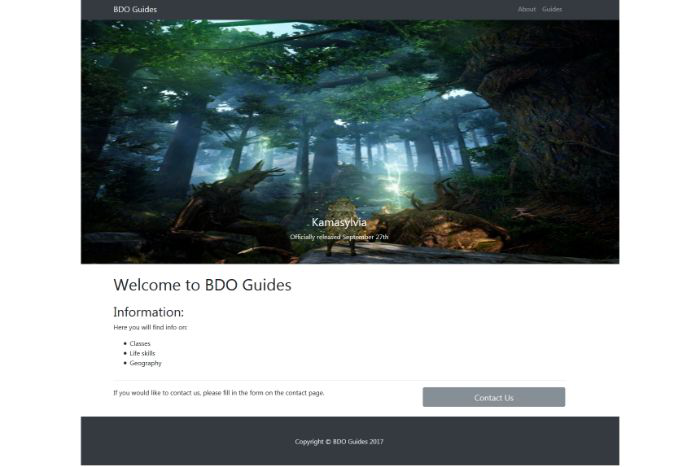 BDO Guides
About Guides
Kamasylvia
Officially released September 27th
Welcome to BDO Guides
Information:
Here you will find info on:
• Classes
• Life skills
• Geography
If you would like to contact us, please fill in the form on the contact page.
Contact Us
Copyright © BDO Guides 2017